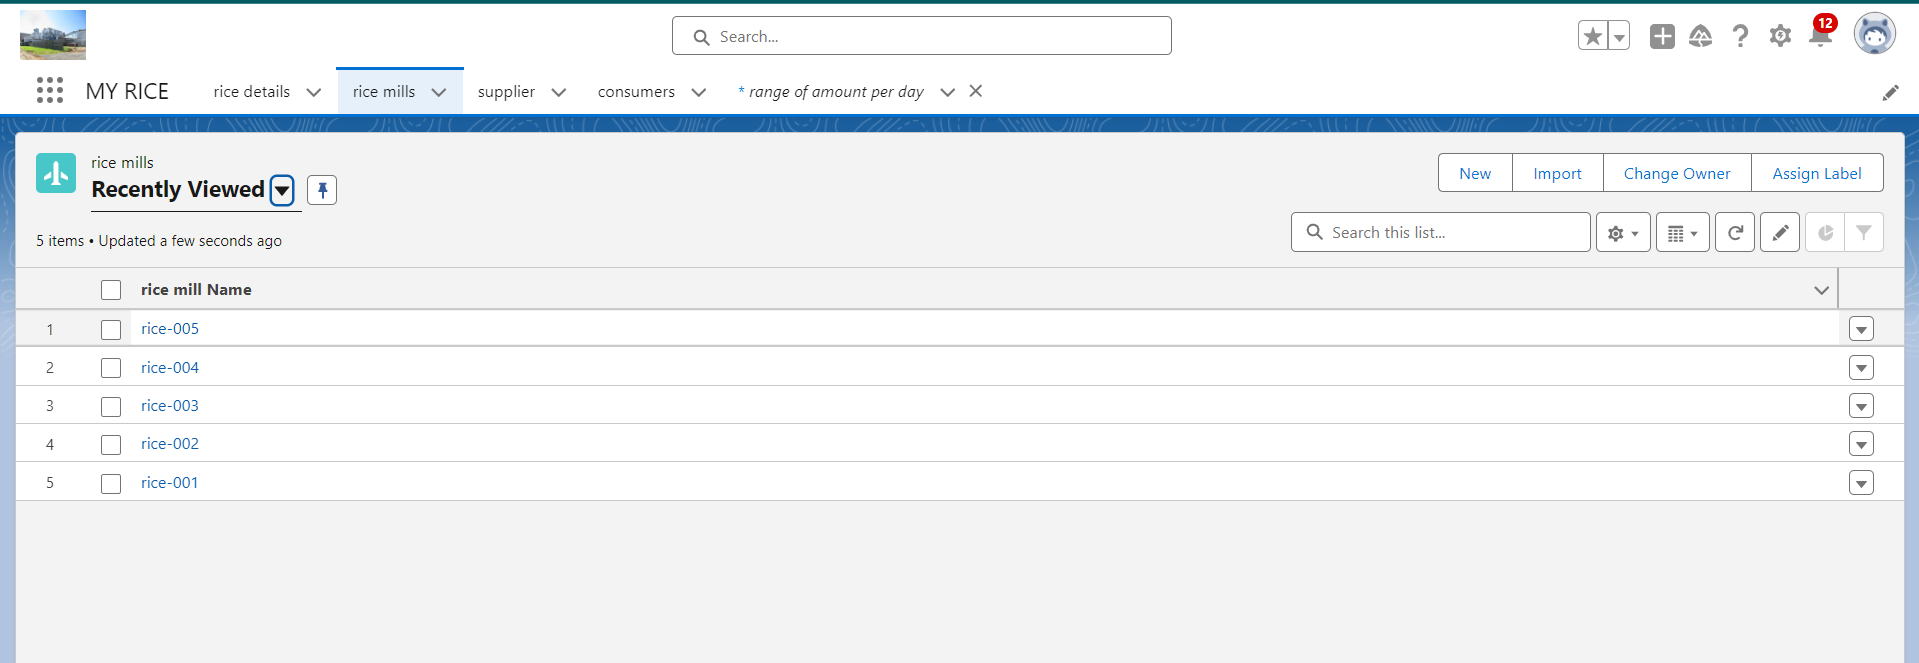 Search...
12
MY RICE
rice details
rice mills
supplier
consumers
* range of amount per day
rice mills
Recently Viewed
New
Import
Change Owner
Assign Label
5 items • Updated a few seconds ago
Search this list...
rice mill Name
1 rice-005
2 rice-004
3 rice-003
4 rice-002
5 rice-001